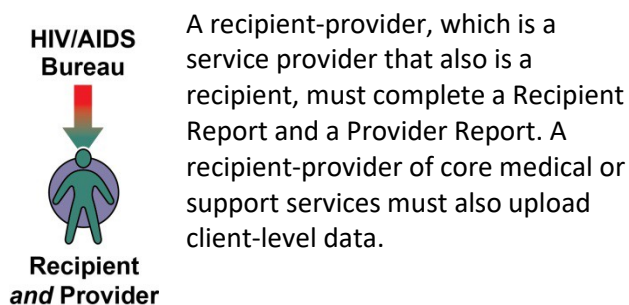 HIV/AIDS
Bureau
Recipient
and Provider
A recipient-provider, which is a
service provider that also is a
recipient, must complete a Recipient
Report and a Provider Report. A
recipient-provider of core medical or
support services must also upload
client-level data.